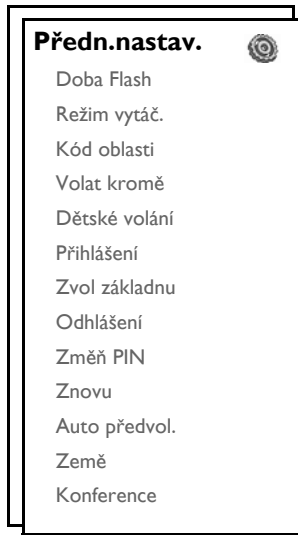 Předn.nastav.
Doba Flash
Režim vytáč.
Kód oblasti
Volat kromě
Dětské volání
Přihlášení
Zvol základnu
Odhlášení
Změň PIN
Znovu
Auto předvol.
Země
Konference